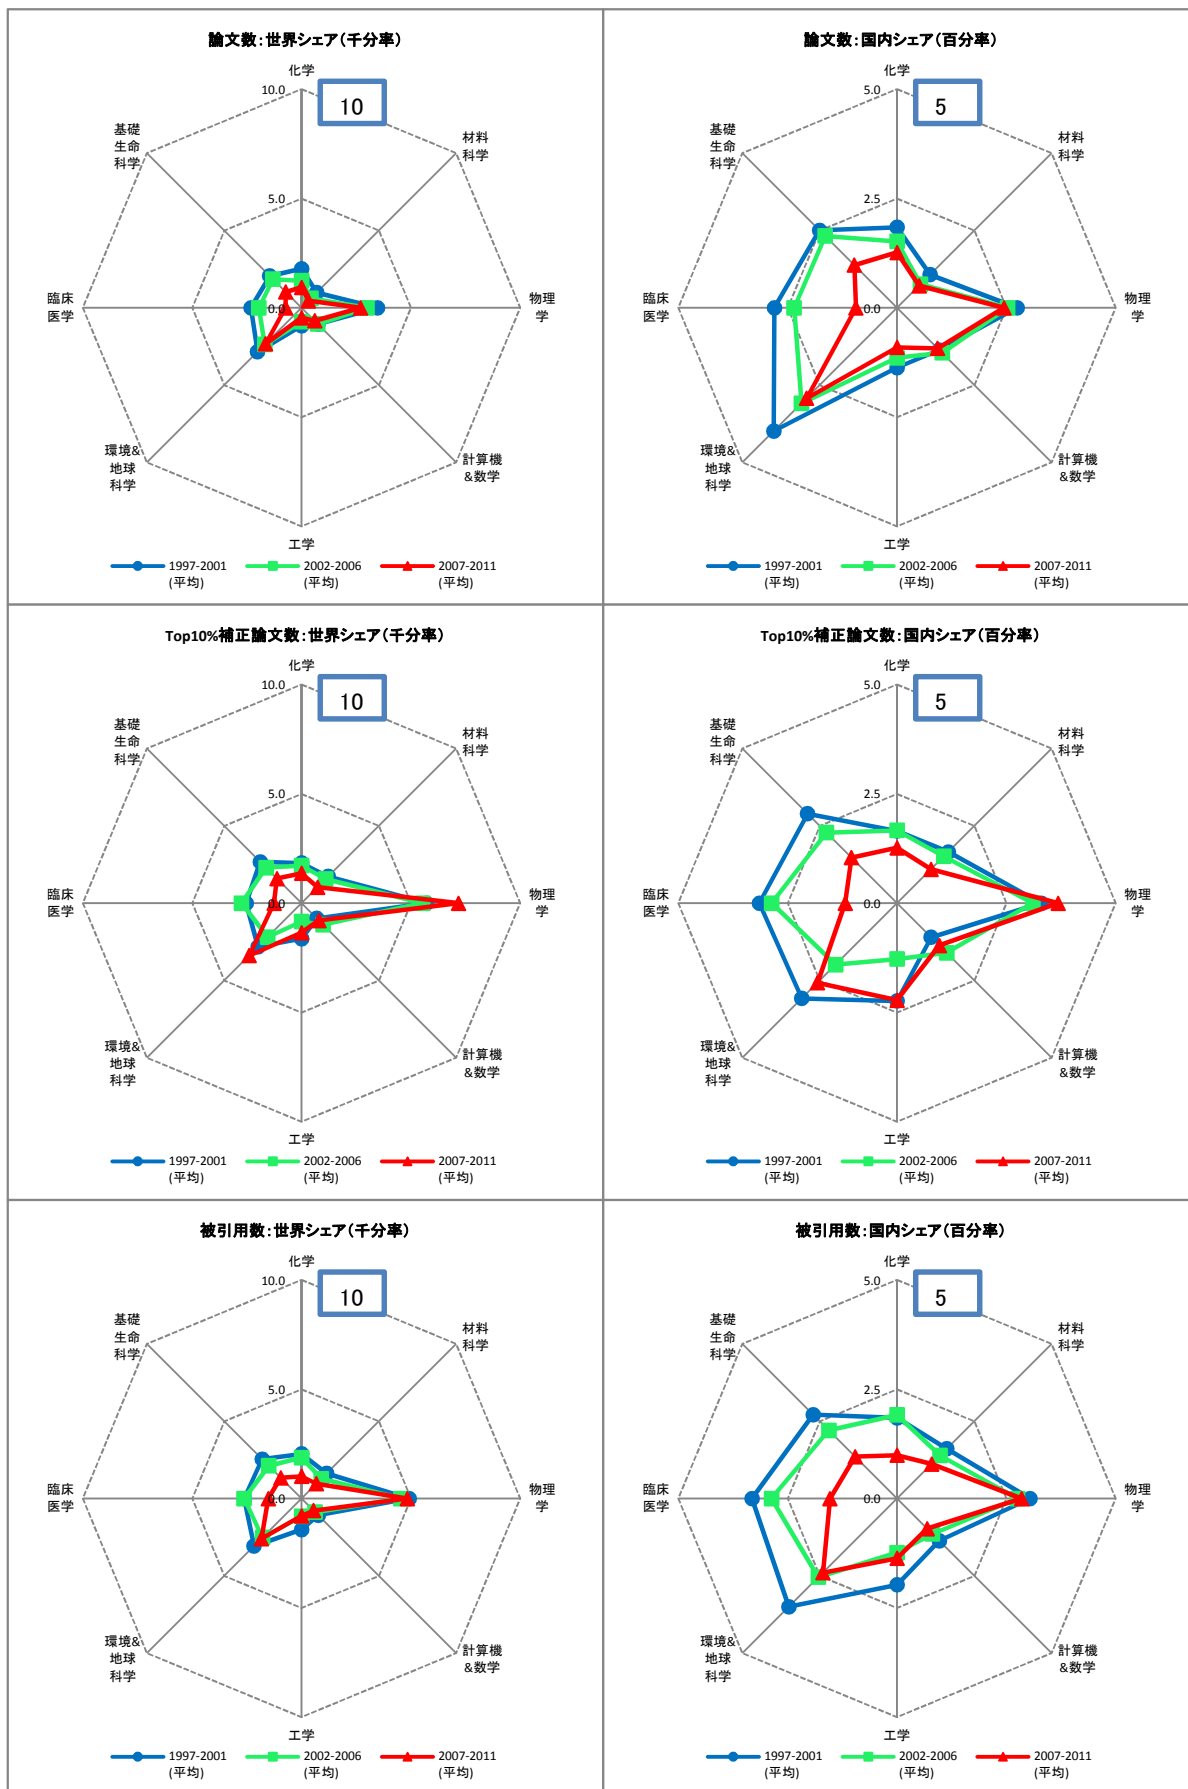 論文数：世界シェア（千分率）
化学
10.0
10
基礎
生命
科学
材料
科学
5.0
臨床
医学
0.0
物理
学
環境&
地球
科学
計算機
&数学
工学
1997-2001
(平均)
2002-2006
(平均)
2007-2011
(平均)
論文数：国内シェア（百分率）
化学
5.0
5
基礎
生命
科学
材料
科学
2.5
臨床
医学
0.0
物理
学
環境&
地球
科学
計算機
&数学
工学
1997-2001
(平均)
2002-2006
(平均)
2007-2011
(平均)
Top10%補正論文数：世界シェア（千分率）
化学
10.0
10
基礎
生命
科学
材料
科学
5.0
臨床
医学
0.0
物理
学
環境&
地球
科学
計算機
&数学
工学
1997-2001
(平均)
2002-2006
(平均)
2007-2011
(平均)
Top10%補正論文数：国内シェア（百分率）
化学
5.0
5
基礎
生命
科学
材料
科学
2.5
臨床
医学
0.0
物理
学
環境&
地球
科学
計算機
&数学
工学
1997-2001
(平均)
2002-2006
(平均)
2007-2011
(平均)
被引用数：世界シェア（千分率）
化学
10.0
10
基礎
生命
科学
材料
科学
5.0
臨床
医学
0.0
物理
学
環境&
地球
科学
計算機
&数学
工学
1997-2001
(平均)
2002-2006
(平均)
2007-2011
(平均)
被引用数：国内シェア（百分率）
化学
5.0
5
基礎
生命
科学
材料
科学
2.5
臨床
医学
0.0
物理
学
環境&
地球
科学
計算機
&数学
工学
1997-2001
(平均)
2002-2006
(平均)
2007-2011
(平均)